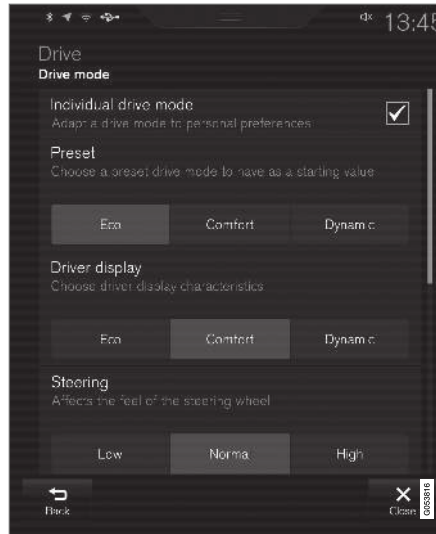 13:45
Drive
Drive mode
Individual drive mode
Adapt a drive mode to personal preferences
Preset
Choose a preset drive mode to have as a starting value
Eco Comfort Dynamic
Driver display
Choose driver display characteristics
Eco Comfort Dynamic
Steering
Affects the feel of the steering wheel
Low Normal High
Back
Close
G053816